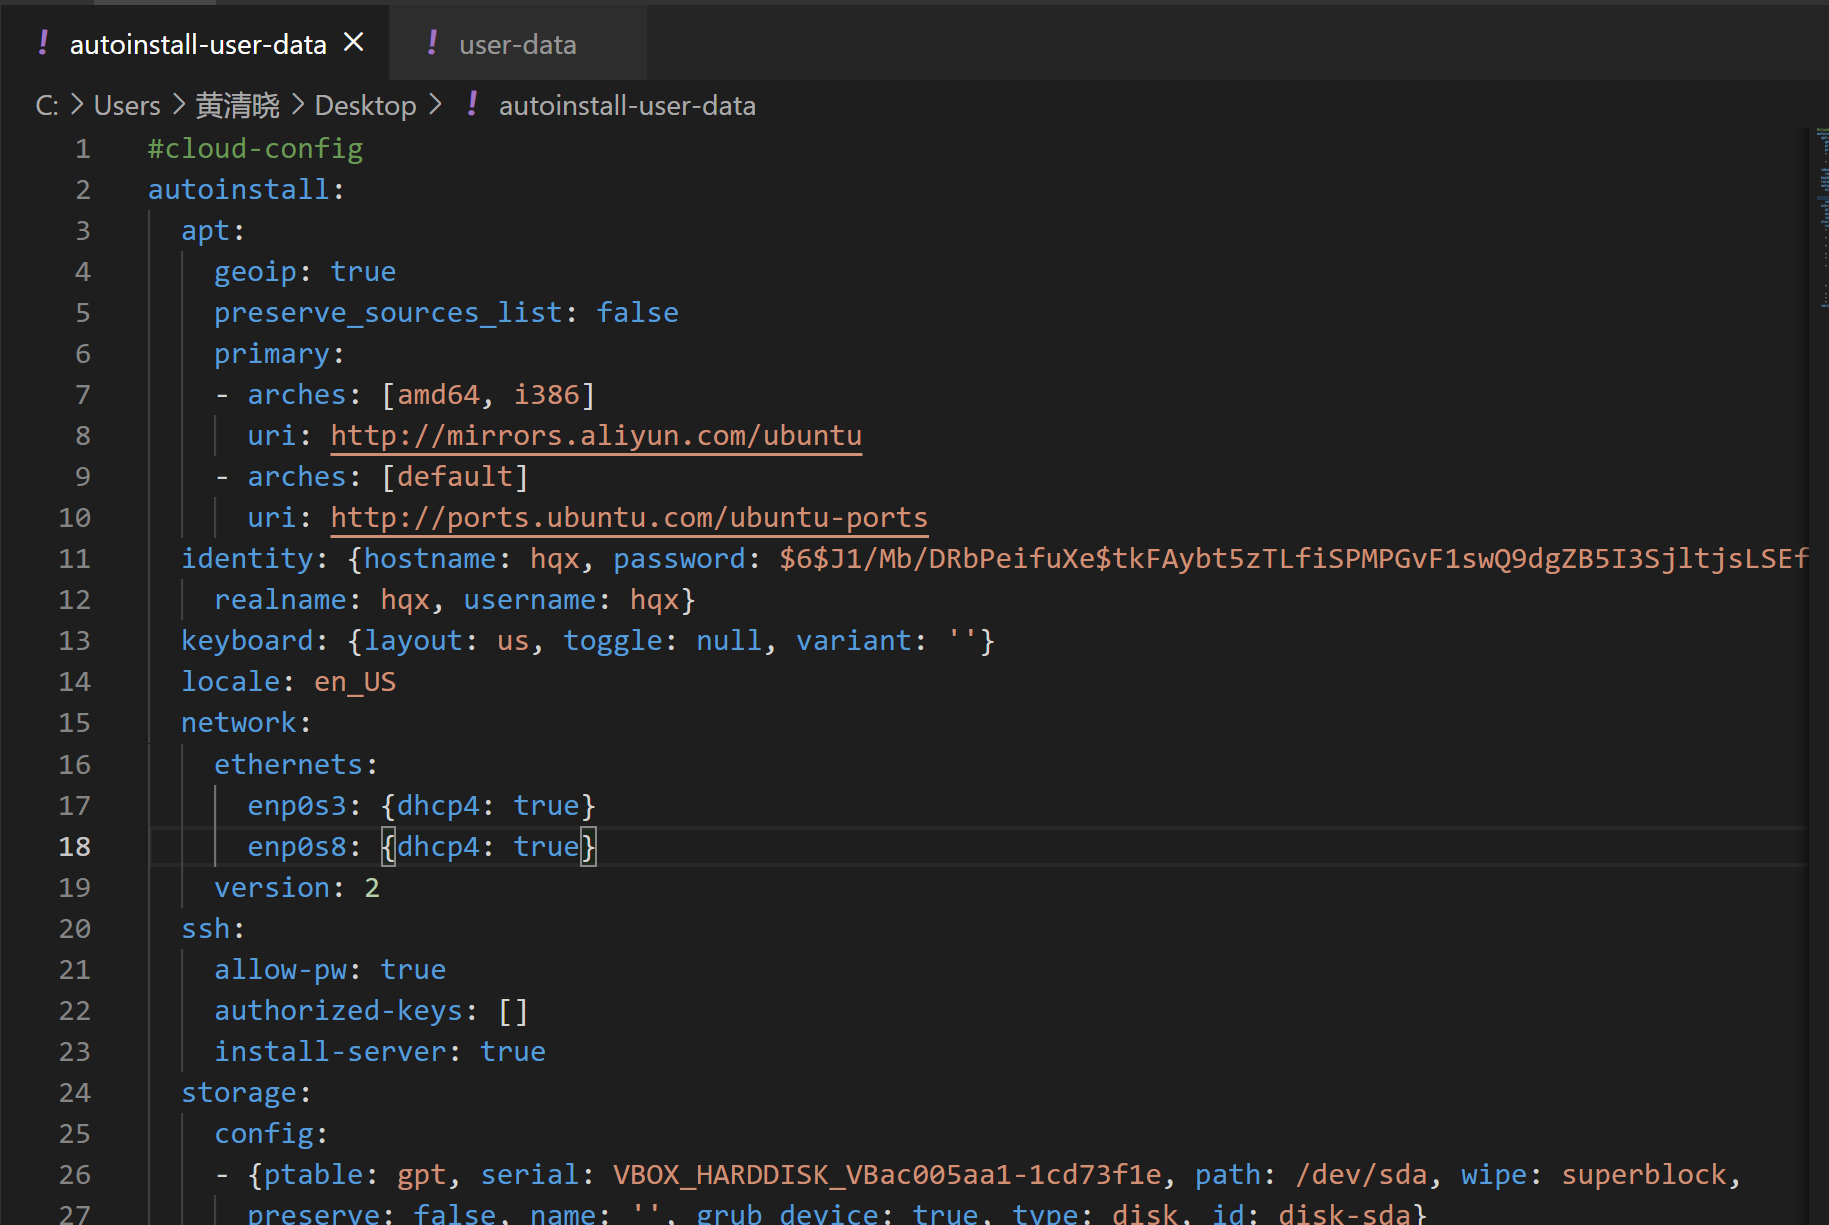 ! autoinstall-user-data × ! user-data
C: > Users > 黄清晓 > Desktop > ! autoinstall-user-data
1 #cloud-config
2 autoinstall:
3   apt:
4     geoip: true
5     preserve_sources_list: false
6     primary:
7     - arches: [amd64, i386]
8       uri: http://mirrors.aliyun.com/ubuntu
9     - arches: [default]
10       uri: http://ports.ubuntu.com/ubuntu-ports
11   identity: {hostname: hqx, password: $6$J1/Mb/DRbPeifuXe$tkFAybt5zTLfiSPMPGvF1swQ9dgZB5I3SjltjsLSEf
12     realname: hqx, username: hqx}
13   keyboard: {layout: us, toggle: null, variant: ''}
14   locale: en_US
15   network:
16     ethernets:
17       enp0s3: {dhcp4: true}
18       enp0s8: {dhcp4: true}
19     version: 2
20   ssh:
21     allow-pw: true
22     authorized-keys: []
23     install-server: true
24   storage:
25     config:
26     - {ptable: gpt, serial: VBOX_HARDDISK_VBac005aa1-1cd73f1e, path: /dev/sda, wipe: superblock,
27       preserve: false, name: '', grub_device: true, type: disk, id: disk-sda}